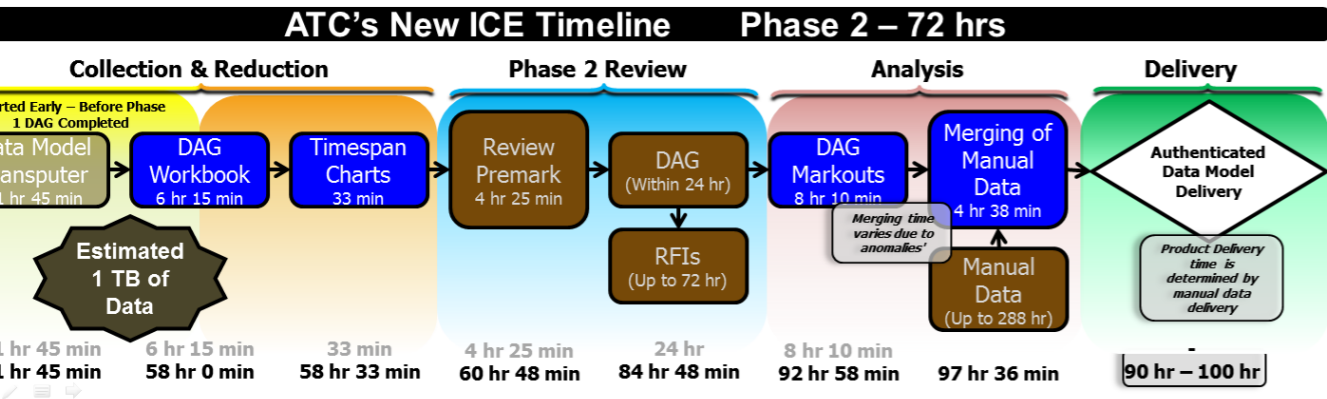 ATC's New ICE Timeline Phase 2 – 72 hrs
Collection & Reduction
Phase 2 Review
Analysis
Delivery
rted Early – Before Phase
1 DAG Completed
ata Model
ansputer
1 hr 45 min
DAG
Workbook
6 hr 15 min
Timespan
Charts
33 min
Review
Premark
4 hr 25 min
DAG
(Within 24 hr)
RFIs
(Up to 72 hr)
DAG
Markouts
8 hr 10 min
Merging time
varies due to
anomalies'
Merging of
Manual
Data
4 hr 38 min
Manual
Data
(Up to 288 hr)
Authenticated
Data Model
Delivery
Product Delivery
time is
determined by
manual data
delivery
Estimated
1 TB of
Data
1 hr 45 min 6 hr 15 min 33 min 4 hr 25 min 24 hr 8 hr 10 min -
1 hr 45 min 58 hr 0 min 58 hr 33 min 60 hr 48 min 84 hr 48 min 92 hr 58 min 97 hr 36 min 90 hr – 100 hr